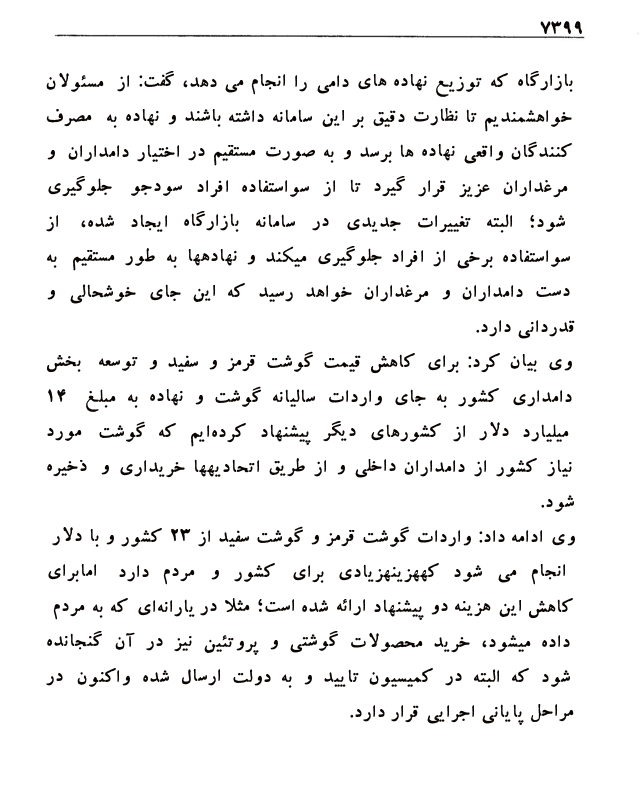 ۷۳۹۹
بازارگاه که توزیع نهاده های دامی را انجام می دهد، گفت: از مسئولان
خواهشمندیم تا نظارت دقیق بر این سامانه داشته باشند و نهاده به مصرف
کنندگان واقعی نهاده ها برسد و به صورت مستقیم در اختیار دامداران و
مرغداران عزیز قرار گیرد تا از سواستفاده افراد سودجو جلوگیری
شود؛ البته تغییرات جدیدی در سامانه بازارگاه ایجاد شده، از
سواستفاده برخی از افراد جلوگیری میکند و نهادهها به طور مستقیم به
دست دامداران و مرغداران خواهد رسید که این جای خوشحالی و
قدردانی دارد.
وی بیان کرد: برای کاهش قیمت گوشت قرمز و سفید و توسعه بخش
دامداری کشور به جای واردات سالیانه گوشت و نهاده به مبلغ ۱۴
میلیارد دلار از کشورهای دیگر پیشنهاد کرده‌ایم که گوشت مورد
نیاز کشور از دامداران داخلی و از طریق اتحادیهها خریداری و ذخیره
شود.
وی ادامه داد: واردات گوشت قرمز و گوشت سفید از ۲۳ کشور و با دلار
انجام می شود کههزینهزیادی برای کشور و مردم دارد امابرای
کاهش این هزینه دو پیشنهاد ارائه شده است؛ مثلا در یارانه‌ای که به مردم
داده میشود، خرید محصولات گوشتی و پروتئین نیز در آن گنجانده
شود که البته در کمیسیون تایید و به دولت ارسال شده واکنون در
مراحل پایانی اجرایی قرار دارد.